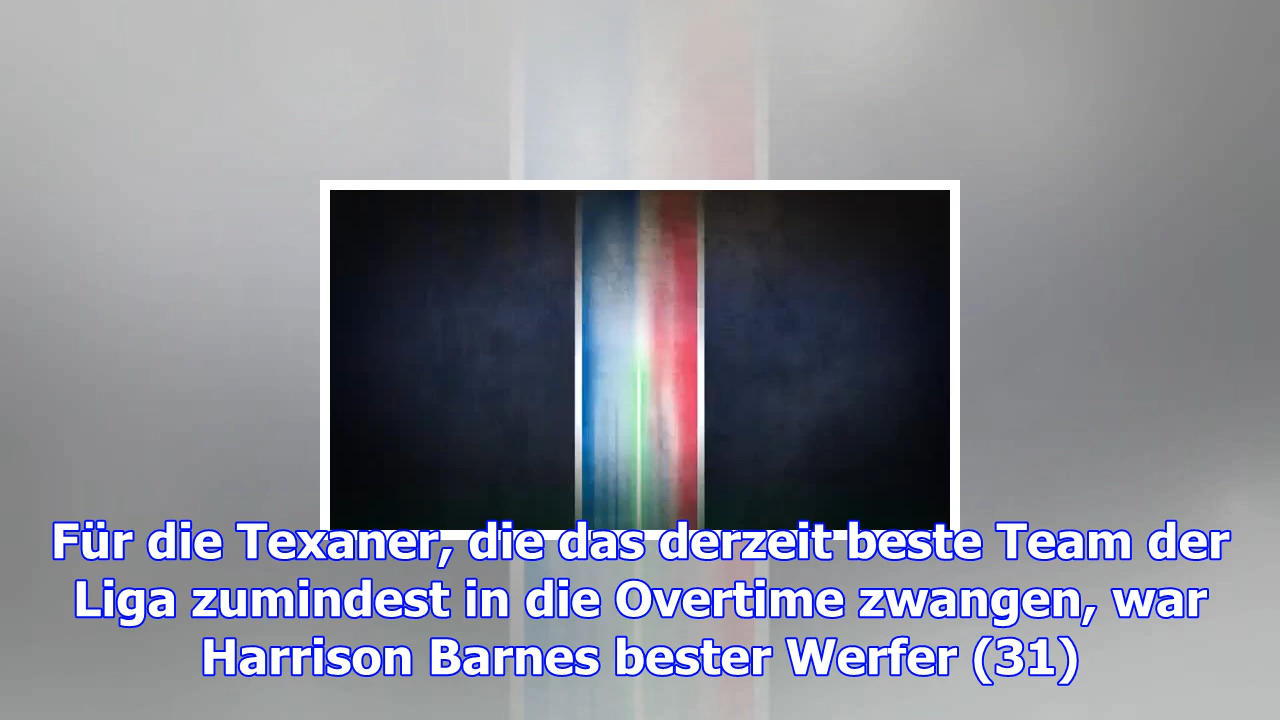 Für die Texaner, die das derzeit beste Team der
Liga zumindest in die Overtime zwangen, war
Harrison Barnes bester Werfer (31)